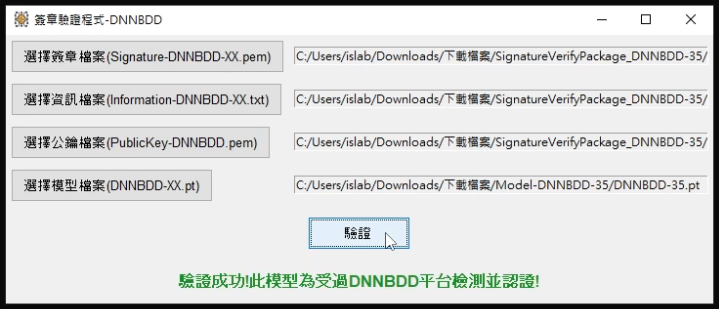 簽章驗證程式-DNNBDD
選擇簽章檔案(Signature-DNNBDD-XX.pem)
C:/Users/islab/Downloads/下載檔案/SignatureVerifyPackage_DNNBDD-35/
選擇資訊檔案(Information-DNNBDD-XX.txt)
C:/Users/islab/Downloads/下載檔案/SignatureVerifyPackage_DNNBDD-35/
選擇公鑰檔案(PublicKey-DNNBDD.pem)
C:/Users/islab/Downloads/下載檔案/SignatureVerifyPackage_DNNBDD-35/
選擇模型檔案(DNNBDD-XX.pt)
C:/Users/islab/Downloads/下載檔案/Model-DNNBDD-35/DNNBDD-35.pt
驗證
驗證成功!此模型為受過DNNBDD平台檢測並認證!